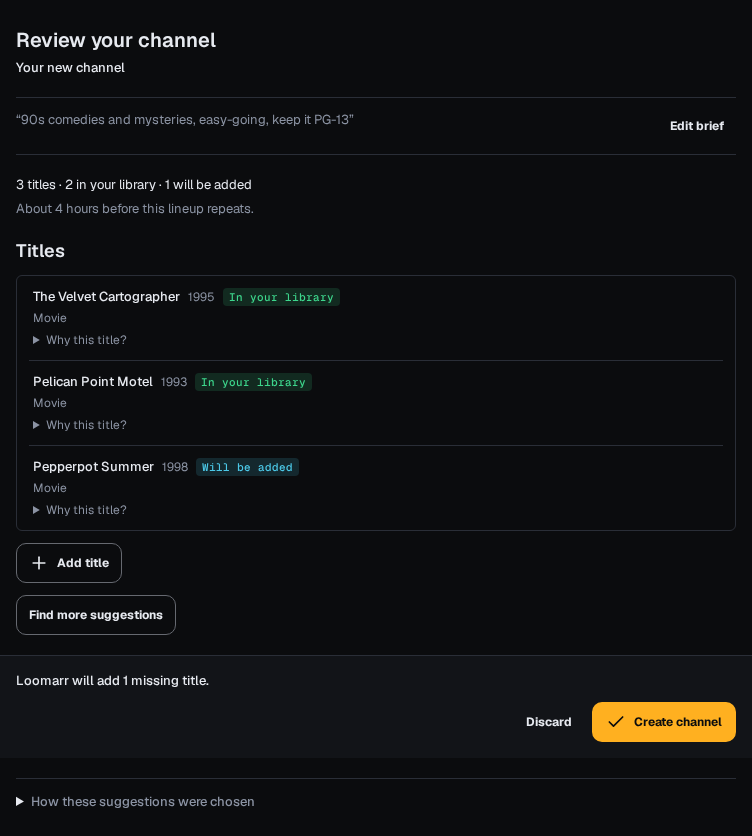 Review your channel
Your new channel
“90s comedies and mysteries, easy-going, keep it PG-13”
Edit brief
3 titles · 2 in your library · 1 will be added
About 4 hours before this lineup repeats.
Titles
The Velvet Cartographer 1995 In your library
Movie
Why this title?
Pelican Point Motel 1993 In your library
Movie
Why this title?
Pepperpot Summer 1998 Will be added
Movie
Why this title?
Add title
Find more suggestions
Loomarr will add 1 missing title.
Discard Create channel
How these suggestions were chosen